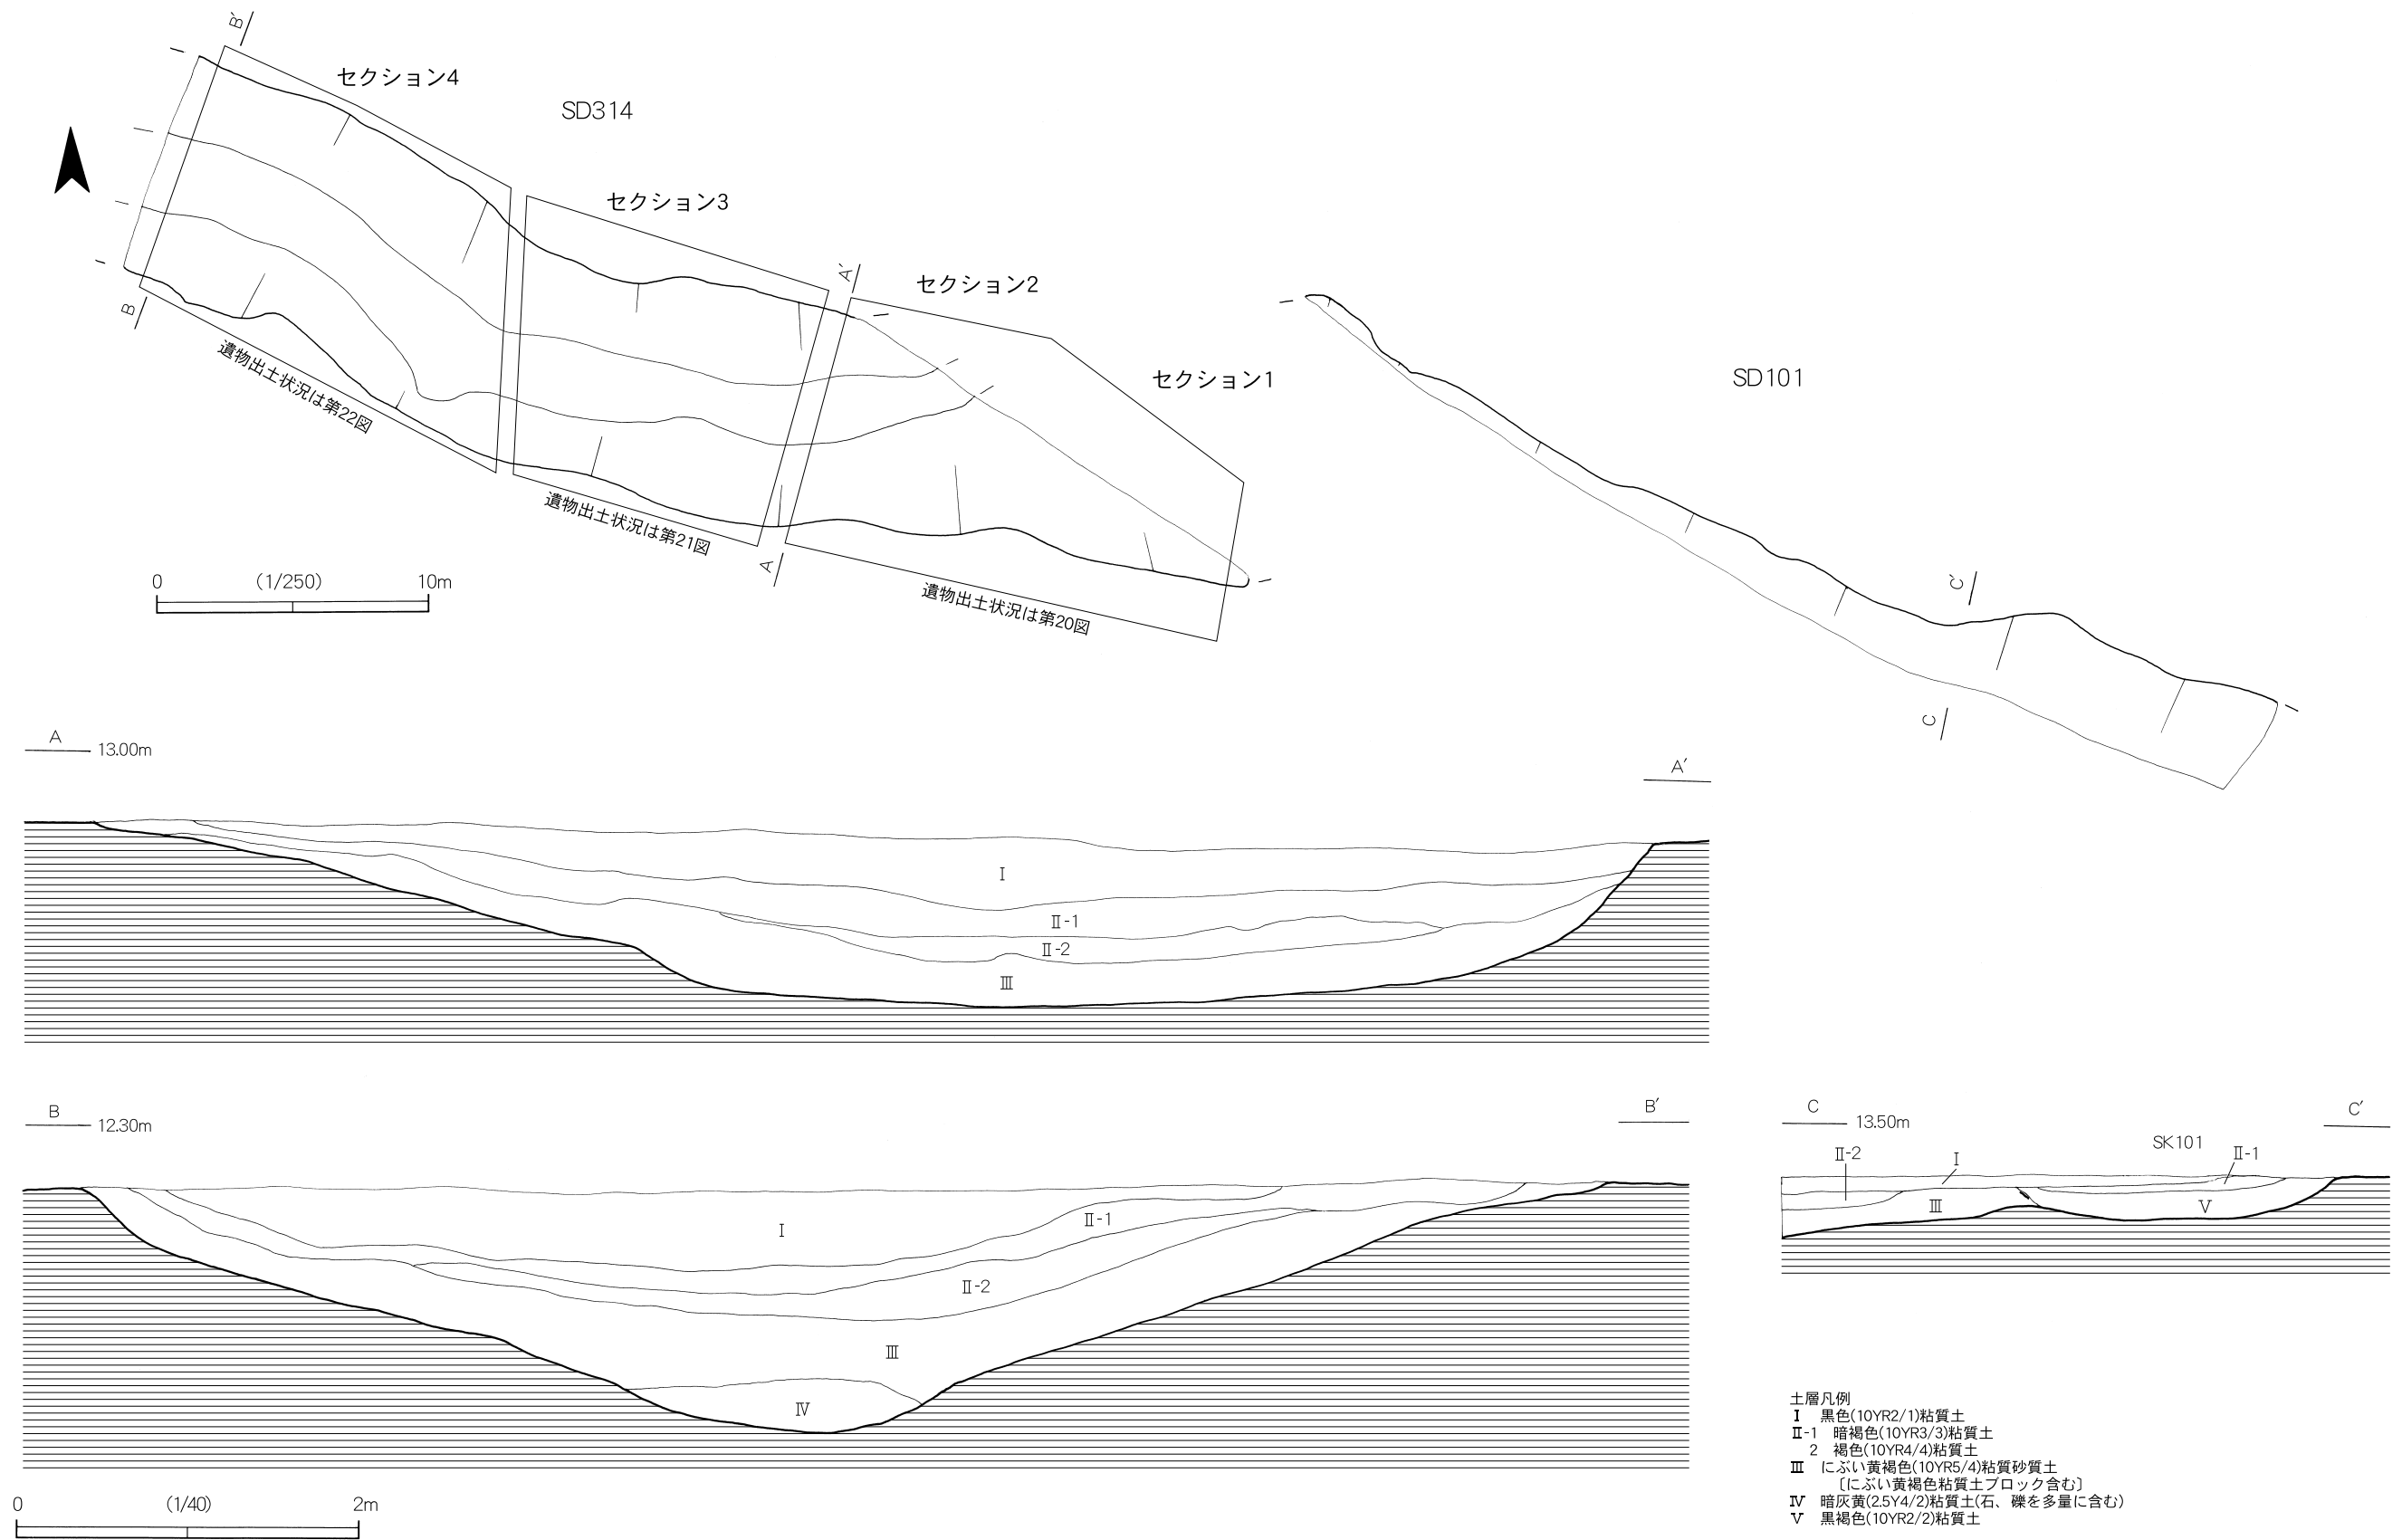 B′
セクション4
SD314
セクション3
A′
セクション2
セクション1
SD101
B
遺物出土状況は第22図
遺物出土状況は第21図
A
遺物出土状況は第20図
0 (1/250) 10m
C′
C
A 13.00m
A′
Ⅰ
Ⅱ-1
Ⅱ-2
Ⅲ
B 12.30m
B′
Ⅰ
Ⅱ-1
Ⅱ-2
Ⅲ
Ⅳ
C 13.50m
C′
SK101
Ⅱ-2
Ⅰ
Ⅱ-1
Ⅲ
Ⅴ
0 (1/40) 2m
土層凡例
Ⅰ 黒色(10YR2/1)粘質土
Ⅱ-1 暗褐色(10YR3/3)粘質土
2 褐色(10YR4/4)粘質土
Ⅲ にぶい黄褐色(10YR5/4)粘質砂質土
〔にぶい黄褐色粘質土ブロック含む〕
Ⅳ 暗灰黄(2.5Y4/2)粘質土(石、礫を多量に含む)
Ⅴ 黒褐色(10YR2/2)粘質土